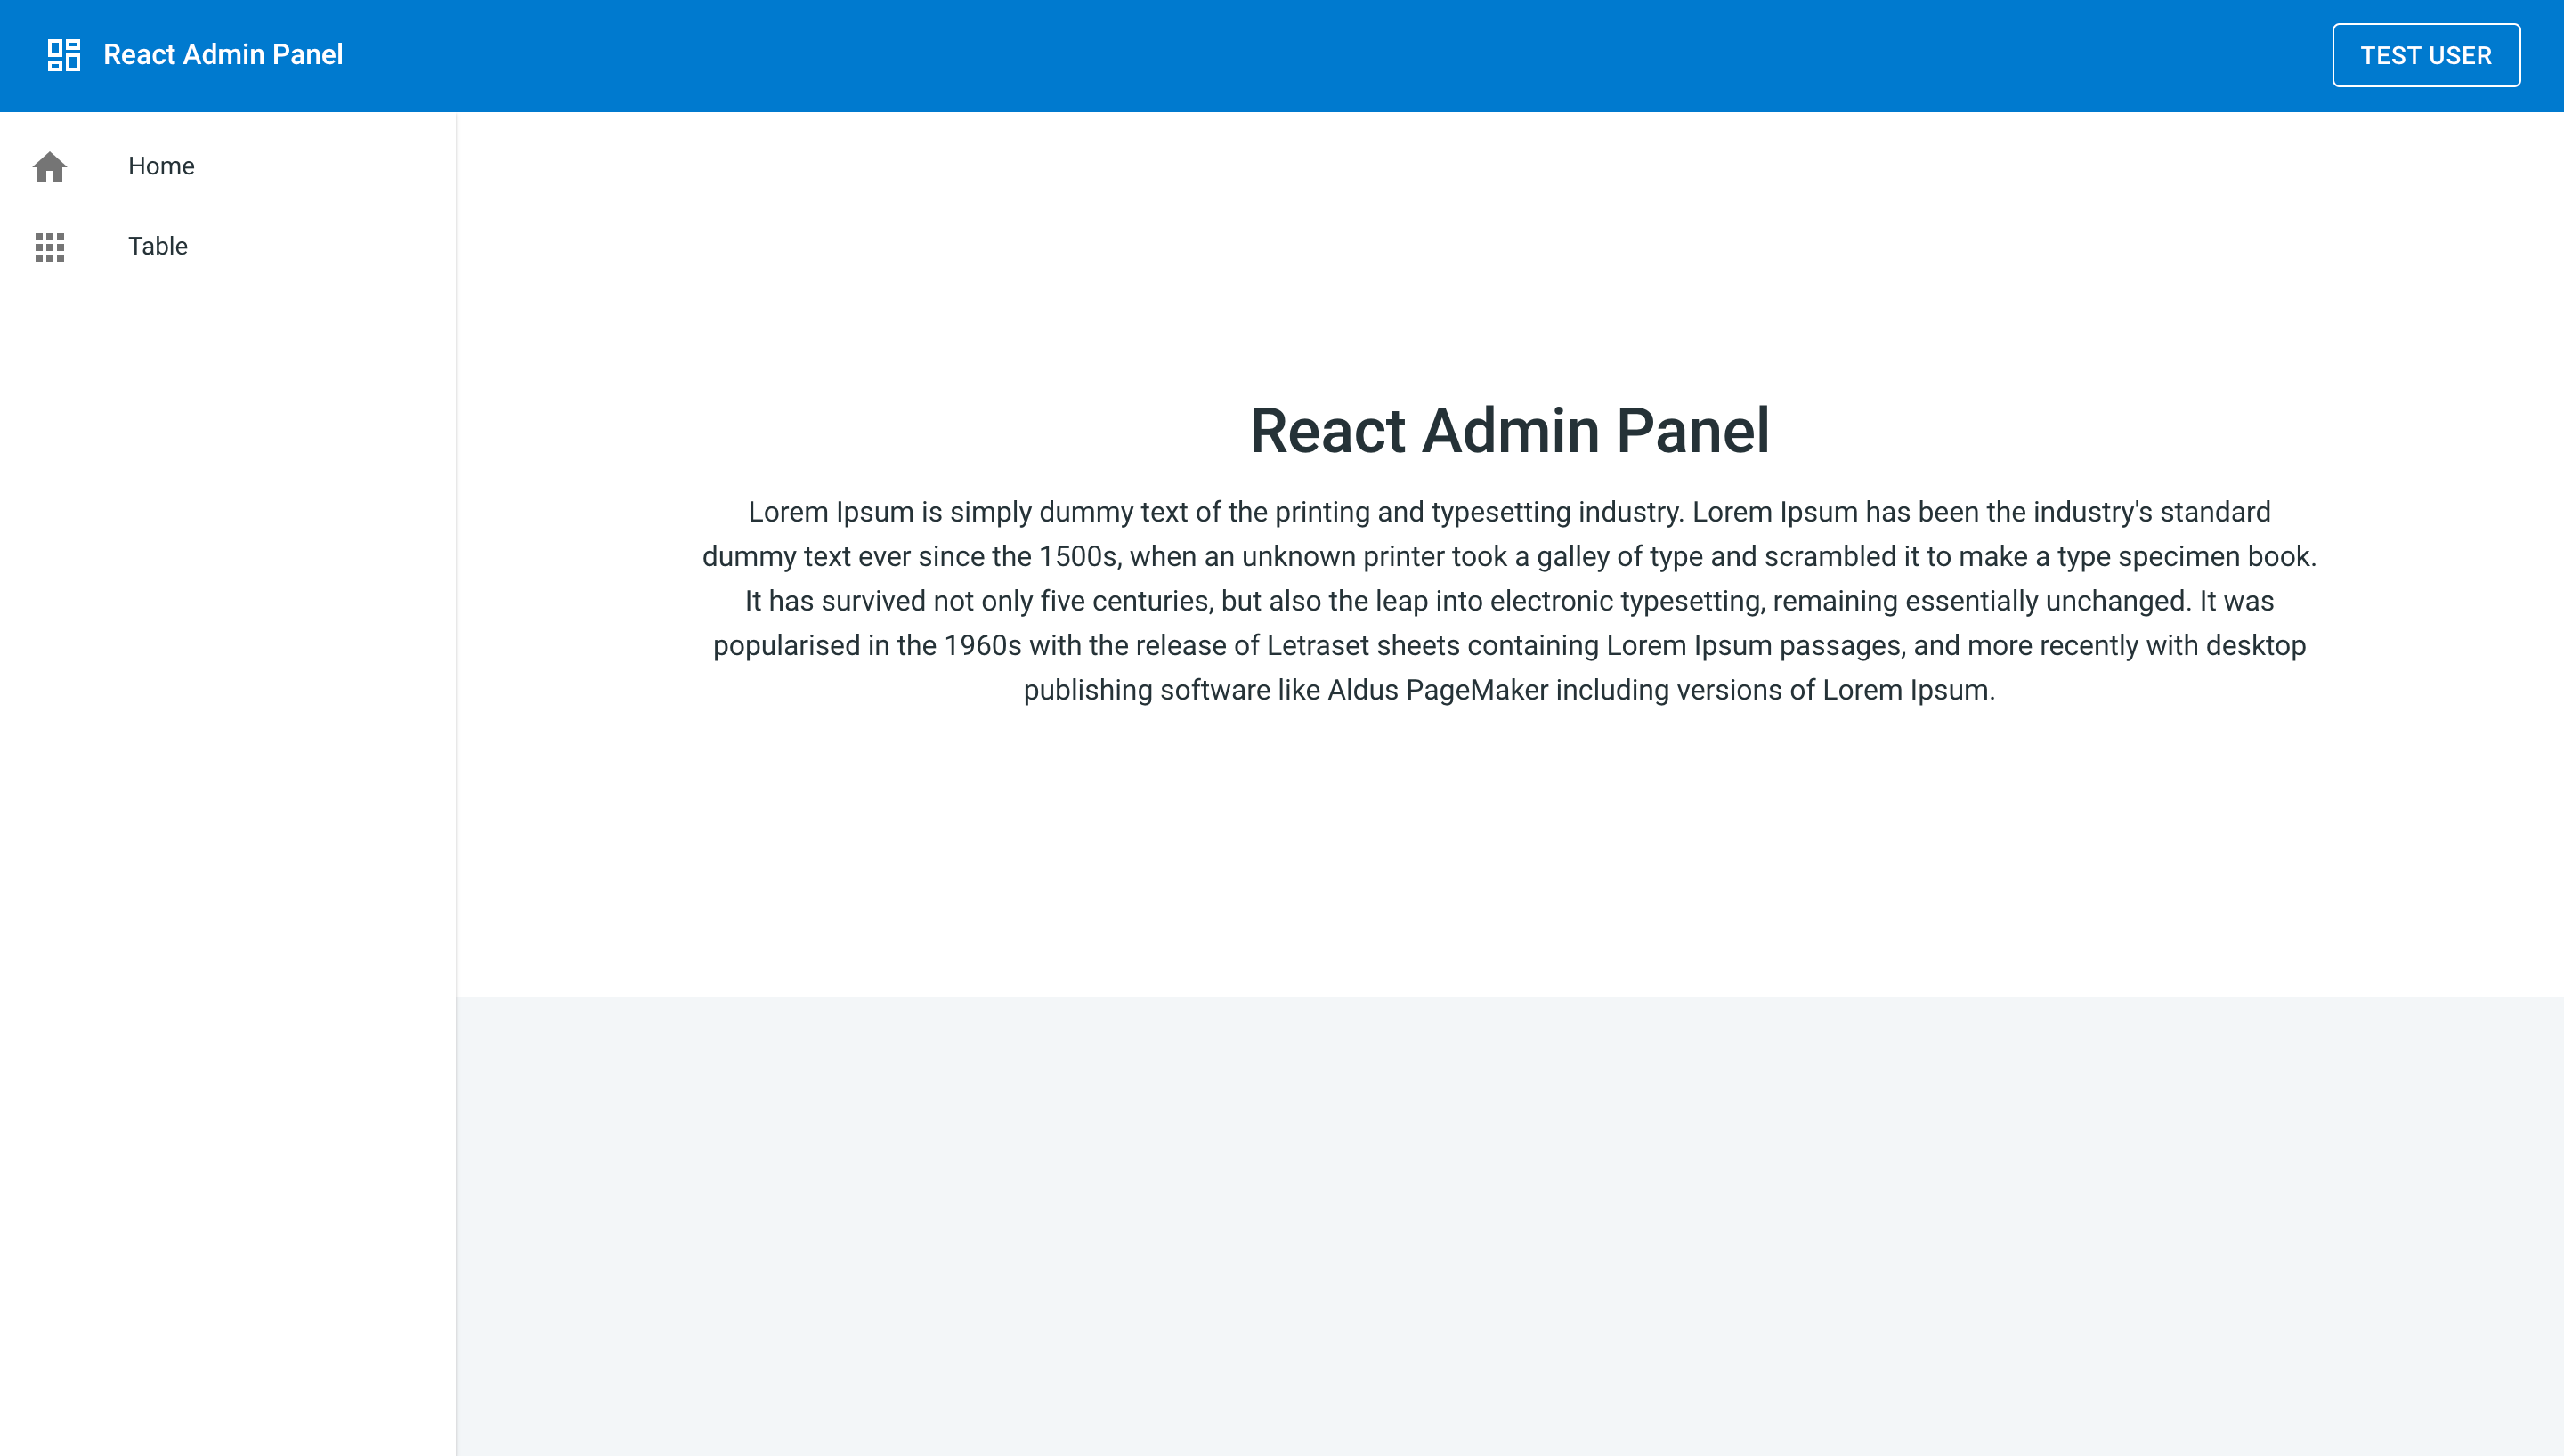 React Admin Panel
TEST USER
Home
Table
React Admin Panel
Lorem Ipsum is simply dummy text of the printing and typesetting industry. Lorem Ipsum has been the industry's standard
dummy text ever since the 1500s, when an unknown printer took a galley of type and scrambled it to make a type specimen book.
It has survived not only five centuries, but also the leap into electronic typesetting, remaining essentially unchanged. It was
popularised in the 1960s with the release of Letraset sheets containing Lorem Ipsum passages, and more recently with desktop
publishing software like Aldus PageMaker including versions of Lorem Ipsum.